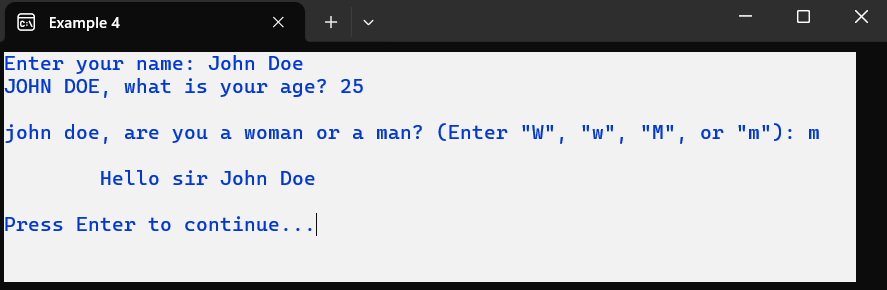 Example 4
Enter your name: John Doe
JOHN DOE, what is your age? 25
john doe, are you a woman or a man? (Enter "W", "w", "M", or "m"): m
Hello sir John Doe
Press Enter to continue...